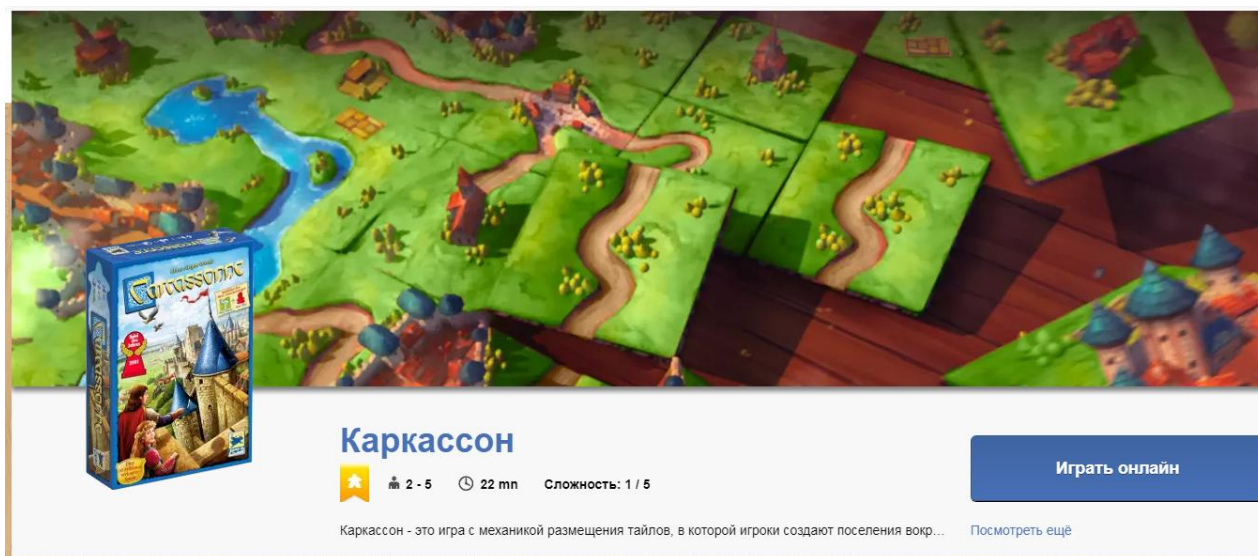 Carcassonne
Каркассон
2 - 5
22 mn
Сложность: 1 / 5
Играть онлайн
Каркассон - это игра с механикой размещения тайлов, в которой игроки создают поселения вокр...
Посмотреть ещё